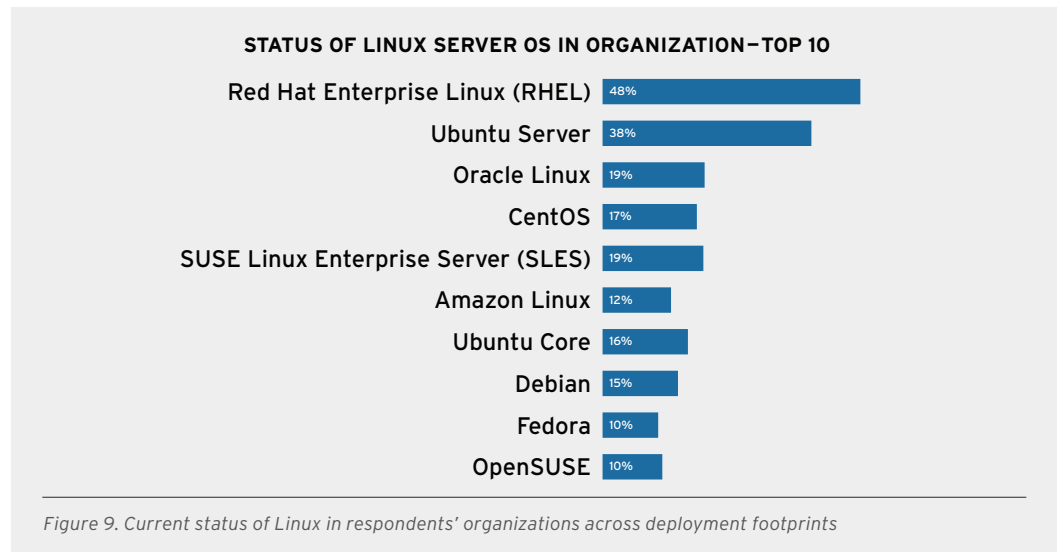 STATUS OF LINUX SERVER OS IN ORGANIZATION—TOP 10
Red Hat Enterprise Linux (RHEL) 48%
Ubuntu Server 38%
Oracle Linux 19%
CentOS 17%
SUSE Linux Enterprise Server (SLES) 19%
Amazon Linux 12%
Ubuntu Core 16%
Debian 15%
Fedora 10%
OpenSUSE 10%
Figure 9. Current status of Linux in respondents’ organizations across deployment footprints